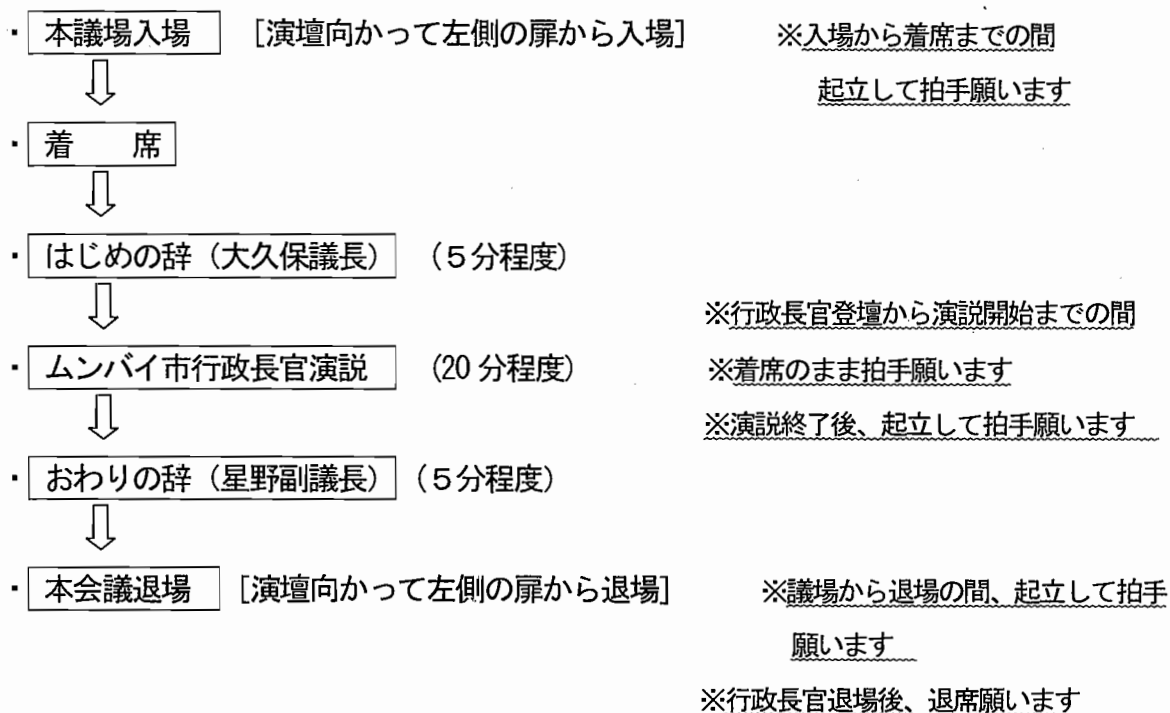 ・本議場入場 [演壇向かって左側の扉から入場] ※入場から着席までの間
起立して拍手願います
・着　席
・はじめの辞（大久保議長） （５分程度）
※行政長官登壇から演説開始までの間
・ムンバイ市行政長官演説 （20分程度） ※着席のまま拍手願います
※演説終了後、起立して拍手願います
・おわりの辞（星野副議長） （５分程度）
・本会議退場 [演壇向かって左側の扉から退場] ※議場から退場の間、起立して拍手
願います
※行政長官退場後、退席願います